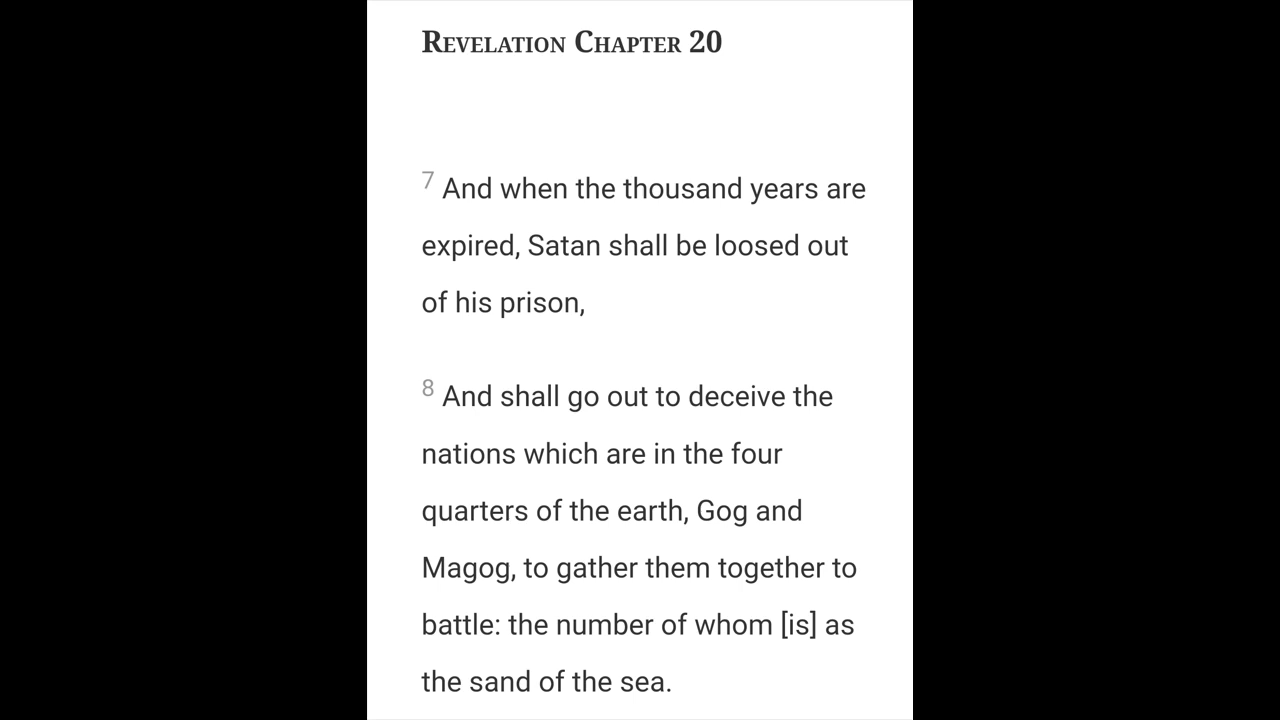 Revelation Chapter 20
7 And when the thousand years are
expired, Satan shall be loosed out
of his prison,
8 And shall go out to deceive the
nations which are in the four
quarters of the earth, Gog and
Magog, to gather them together to
battle: the number of whom [is] as
the sand of the sea.